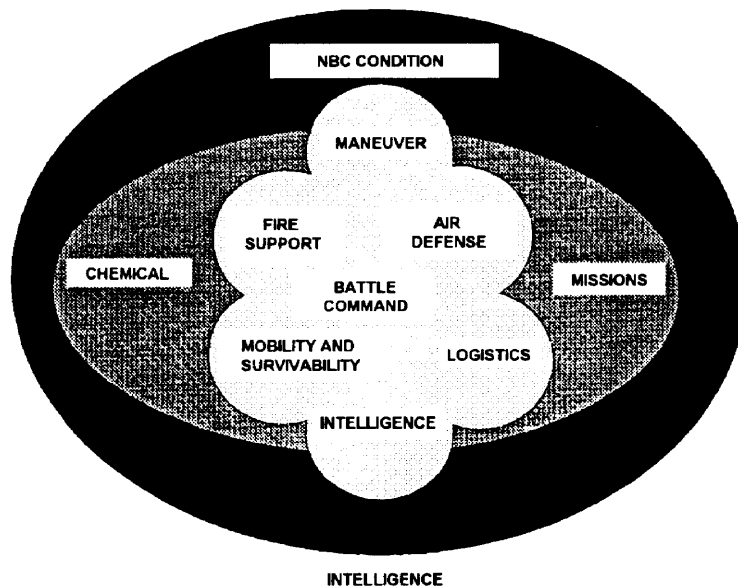 NBC CONDITION
MANEUVER
FIRE
SUPPORT
AIR
DEFENSE
CHEMICAL
BATTLE
COMMAND
MISSIONS
MOBILITY AND
SURVIVABILITY
LOGISTICS
INTELLIGENCE
INTELLIGENCE